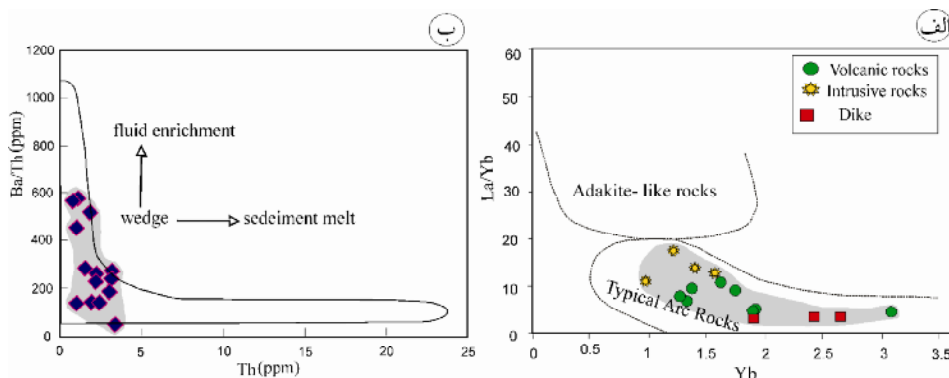 ب
1200
1000
800
600
400
200
0
Ba/Th(ppm)
fluid enrichment
wedge
sedeiment melt
0
5
10
15
20
25
Th(ppm)
الف
60
50
40
30
20
10
0
La/Yb
Volcanic rocks
Intrusive rocks
Dike
Adakite- like rocks
Typical Arc Rocks
0
0.5
1
1.5
2
2.5
3
3.5
Yb